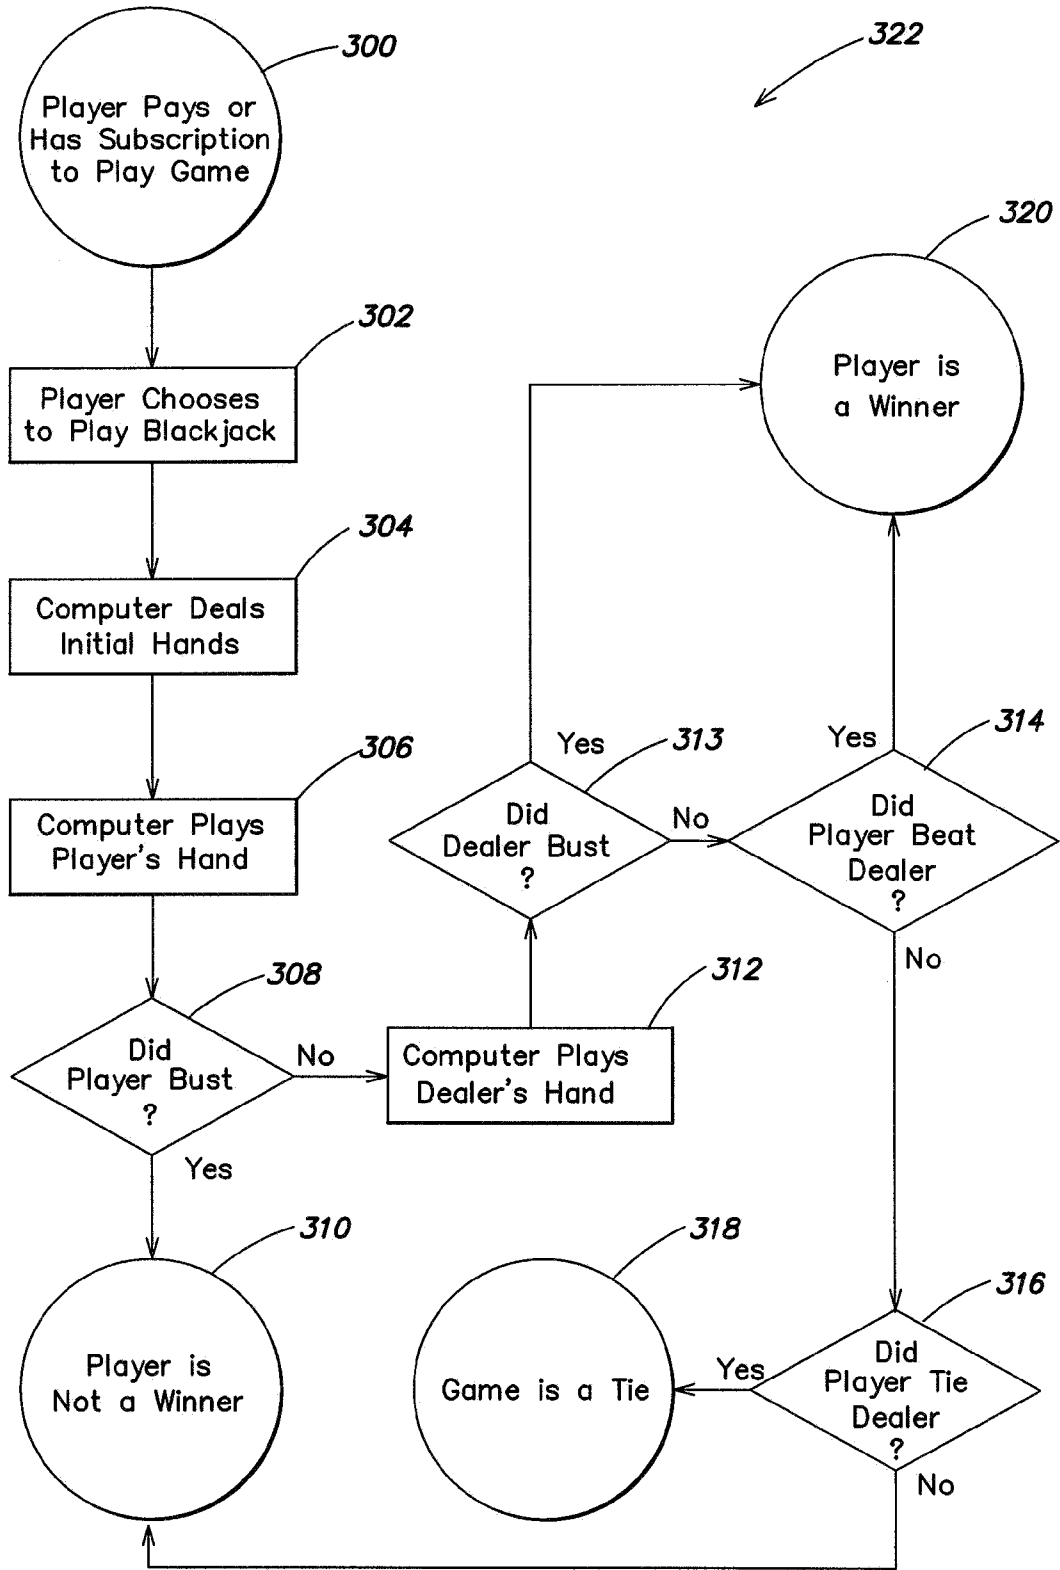 300
Player Pays or
Has Subscription
to Play Game
322
320
Player is
a Winner
302
Player Chooses
to Play Blackjack
304
Computer Deals
Initial Hands
306
Computer Plays
Player's Hand
308
Did
Player Bust
?
No
Yes
310
Player is
Not a Winner
312
Computer Plays
Dealer's Hand
313
Did
Dealer Bust
?
Yes
No
314
Did
Player Beat
Dealer
?
Yes
No
316
Did
Player Tie
Dealer
?
Yes
No
318
Game is a Tie